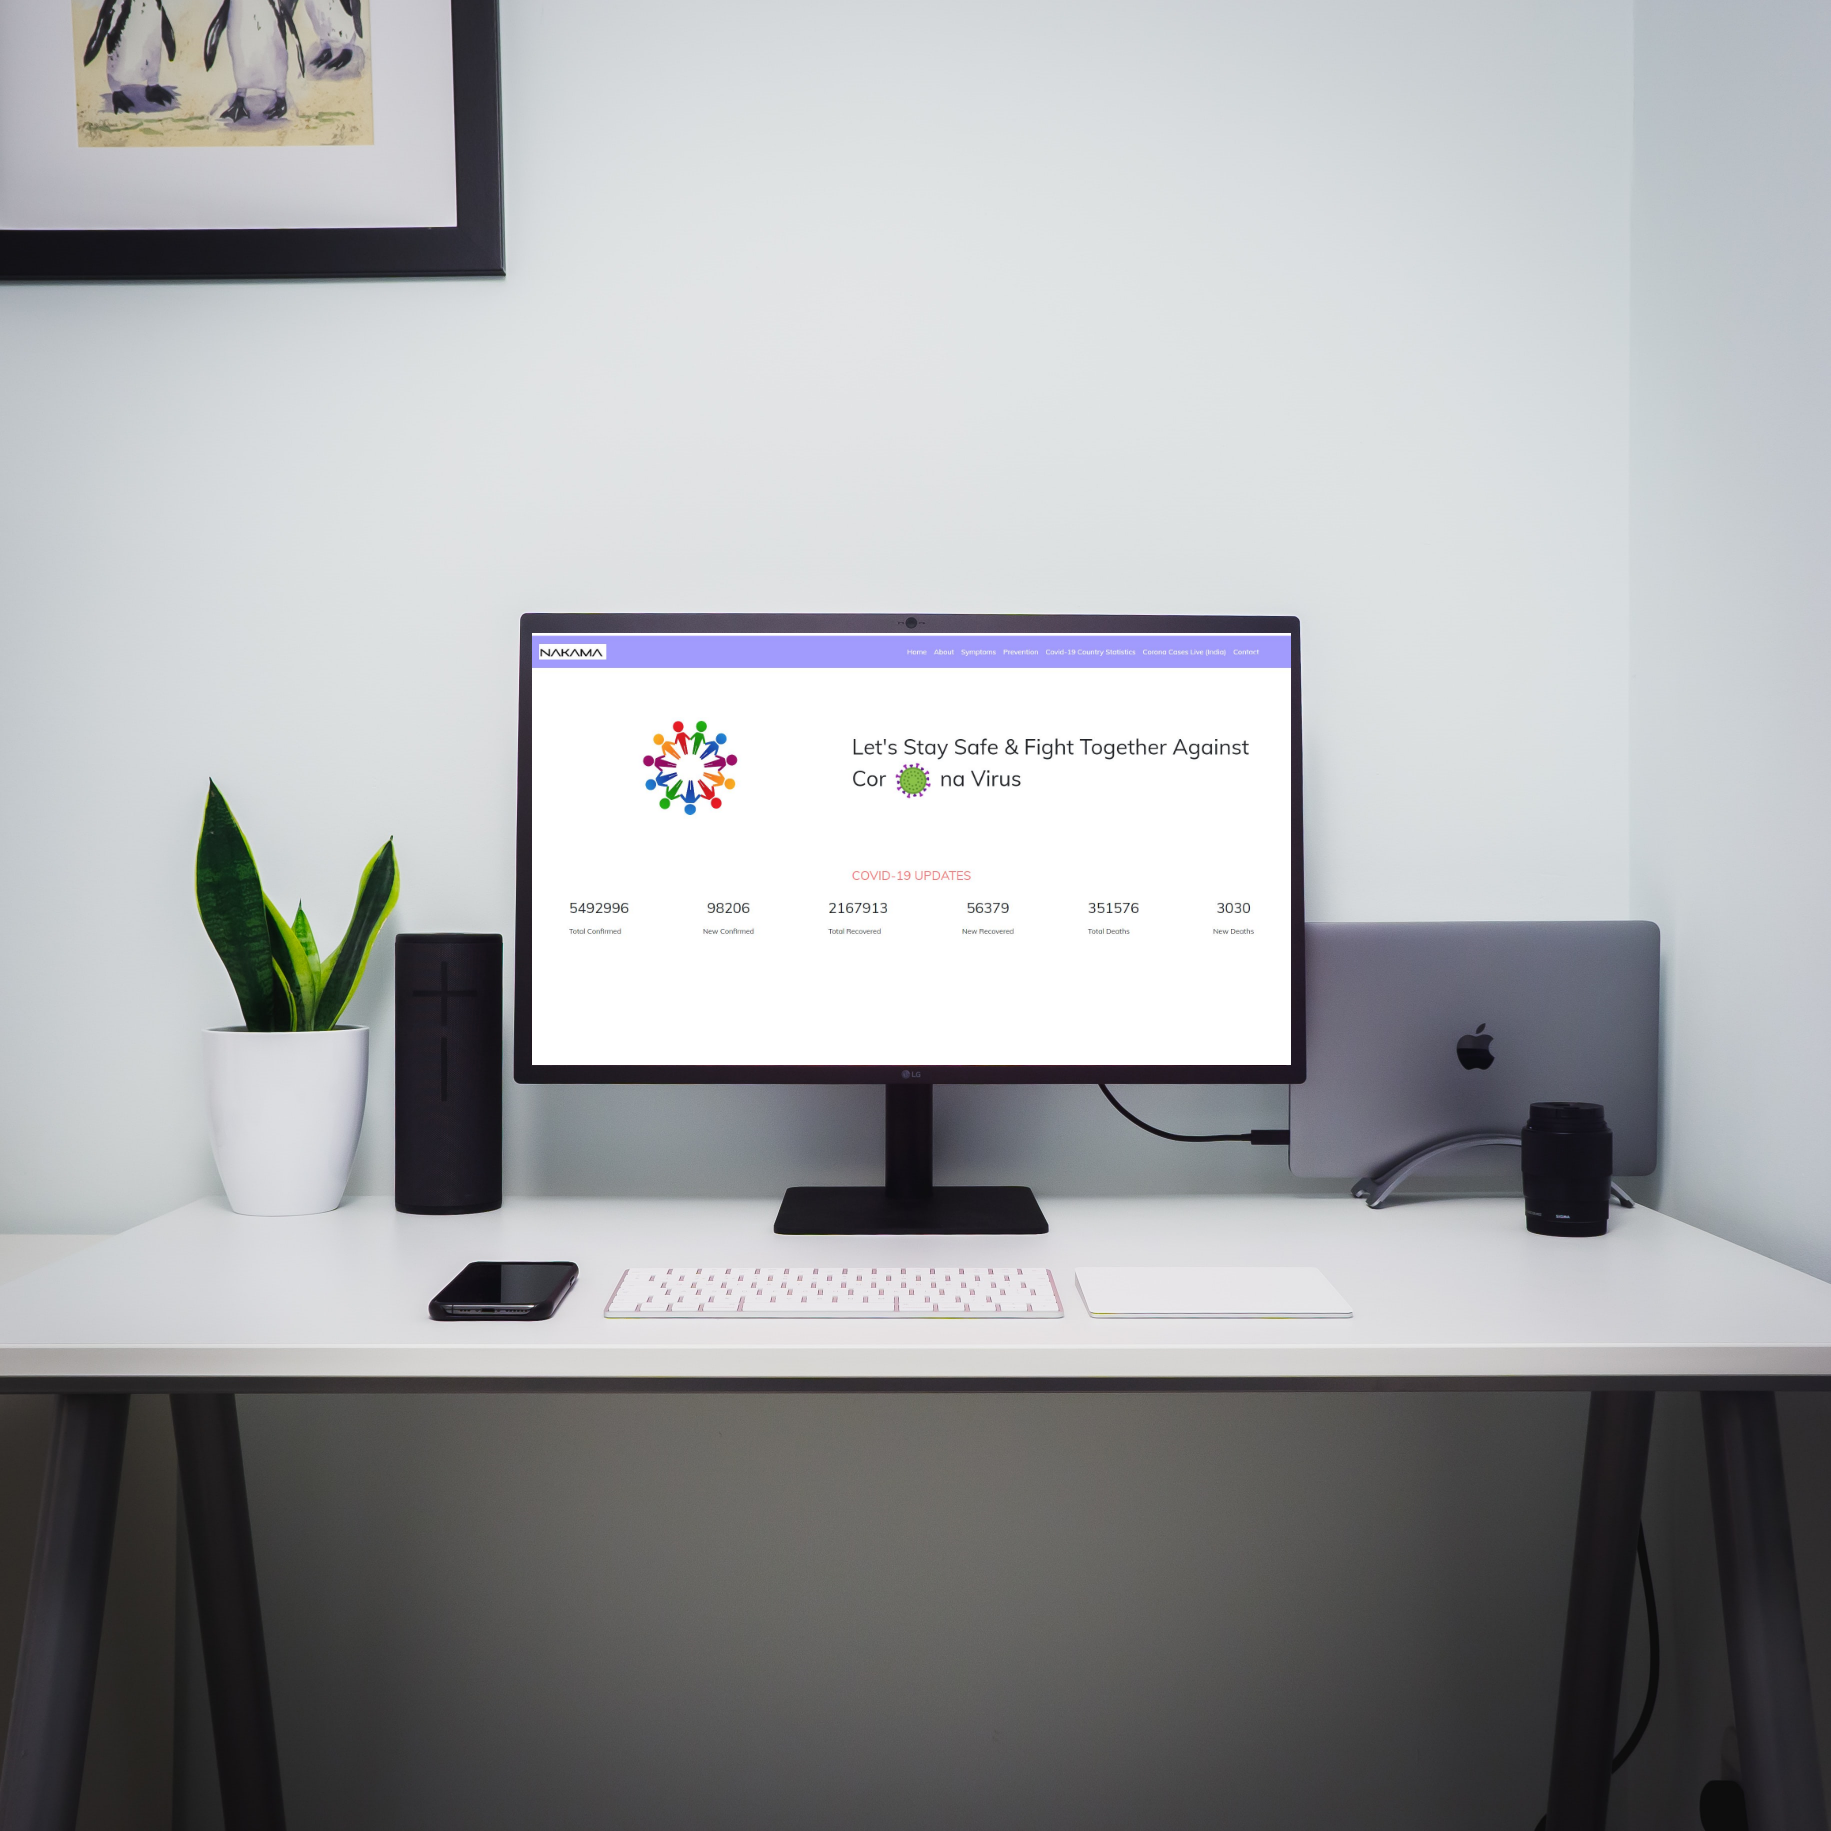 NAKAMA
Home About Symptoms Prevention Covid-19 Country Statistics Corona Cases Live (India) Contact
Let's Stay Safe & Fight Together Against
Cor na Virus
COVID-19 UPDATES
5492996 98206 2167913 56379 351576 3030
Total Confirmed New Confirmed Total Recovered New Recovered Total Deaths New Deaths
LG
SIGMA